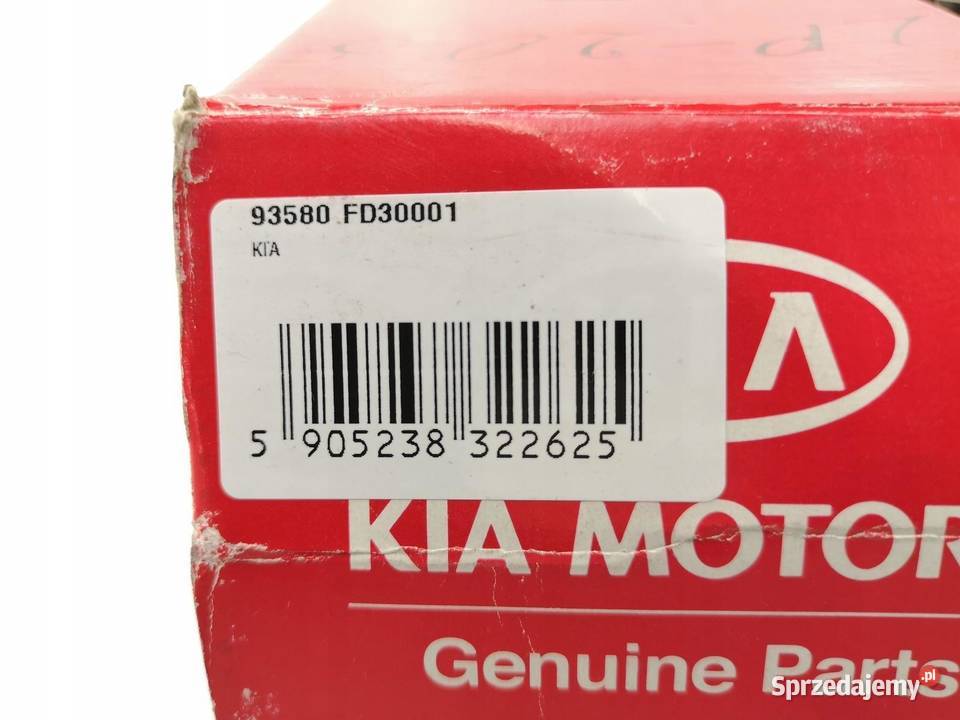 93580 FD30001
KIA
5 905238 322625
KIA MOTOR
Genuine Parts
Sprzedajemy.pl